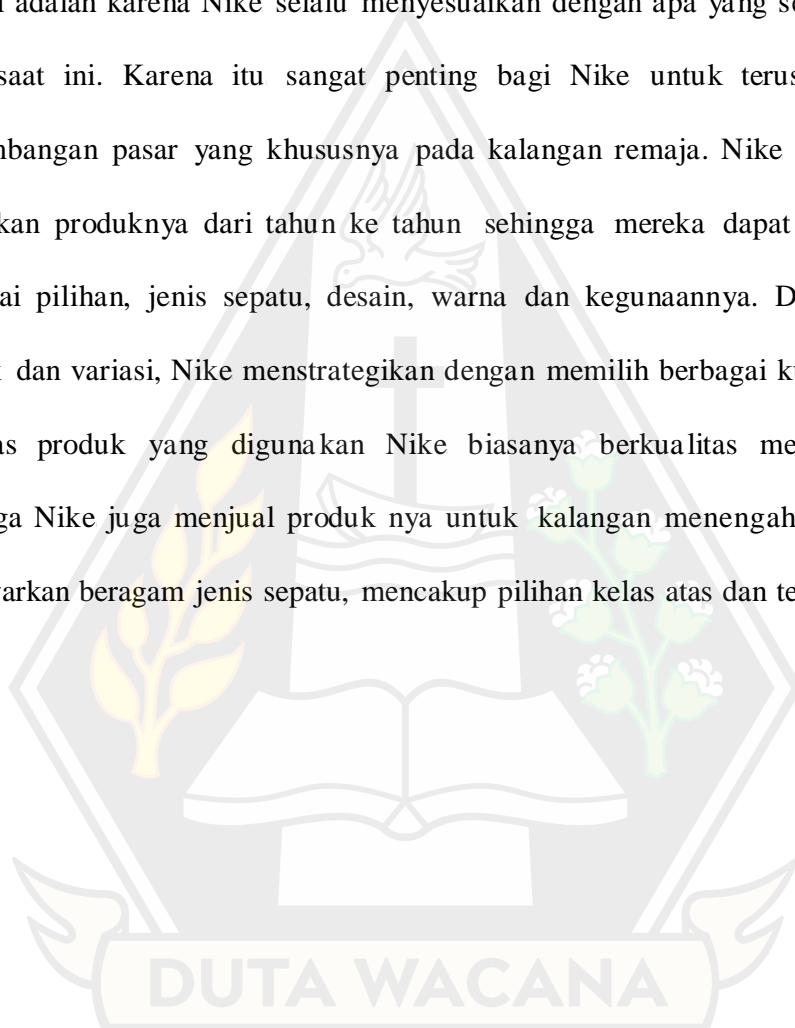 adalah karena Nike selalu menyesuaikan dengan apa yang
saat ini. Karena itu sangat penting bagi Nike untuk terus
mbangan pasar yang khususnya pada kalangan remaja. Nike
kan produknya dari tahun ke tahun sehingga mereka dapat
ai pilihan, jenis sepatu, desain, warna dan kegunaannya. D
dan variasi, Nike menstrategikan dengan memilih berbagai ku
as produk yang digunakan Nike biasanya berkualitas me
ga Nike juga menjual produk nya untuk kalangan menengah
arkan beragam jenis sepatu, mencakup pilihan kelas atas dan te
DUTA WACANA